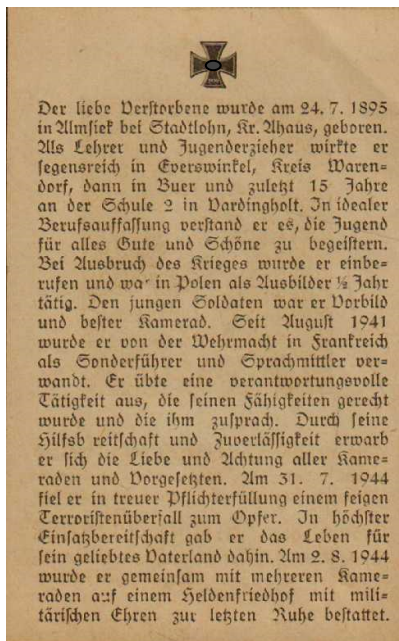 Der liebe Verstorbene wurde am 24. 7. 1895
in Almsiek bei Stadtlohn, Kr. Ahaus, geboren.
Als Lehrer und Jugenderzieher wirkte er
segensreich in Everswinkel, Kreis Waren-
dorf, dann in Buer und zuletzt 15 Jahre
an der Schule 2 in Vardingholt. In idealer
Berufsauffassung verstand er es, die Jugend
für alles Gute und Schöne zu begeistern.
Bei Ausbruch des Krieges wurde er einbe-
rufen und war in Polen als Ausbilder ½ Jahr
tätig. Den jungen Soldaten war er Vorbild
und bester Kamerad. Seit August 1941
wurde er von der Wehrmacht in Frankreich
als Sonderführer und Sprachmittler ver-
wandt. Er übte eine verantwortungsvolle
Tätigkeit aus, die seinen Fähigkeiten gerecht
wurde und die ihm zusprach. Durch seine
Hilfsb reitschaft und Zuverlässigkeit erwarb
er sich die Liebe und Achtung aller Kame-
raden und Vorgesetzten. Am 31. 7. 1944
fiel er in treuer Pflichterfüllung einem feigen
Terroristenüberfall zum Opfer. In höchster
Einsatzbereitschaft gab er das Leben für
sein geliebtes Vaterland dahin. Am 2. 8. 1944
wurde er gemeinsam mit mehreren Kame-
raden auf einem Heldenfriedhof mit mili-
tärischen Ehren zur letzten Ruhe bestattet.